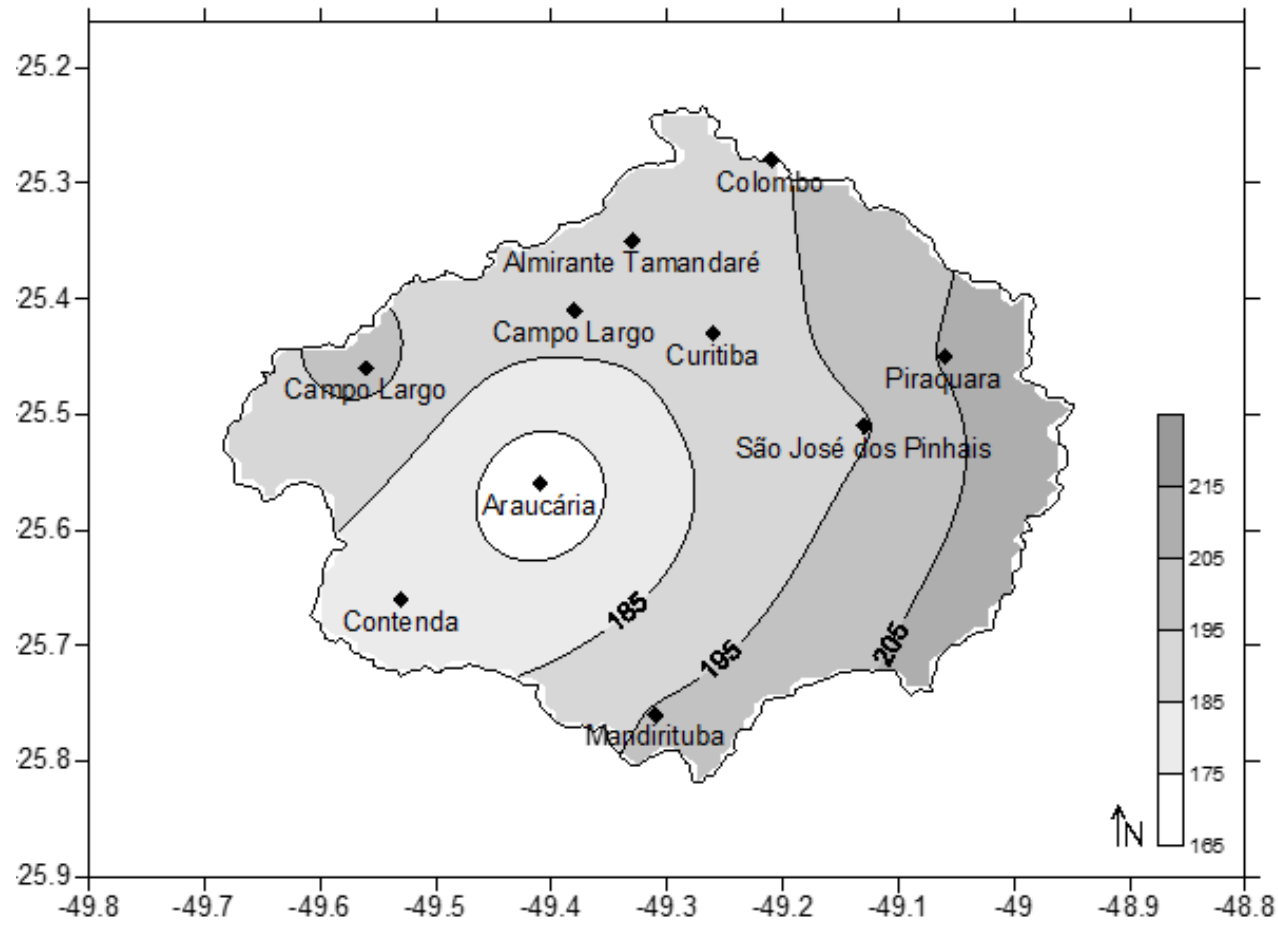 -25.2
-25.3
-25.4
-25.5
-25.6
-25.7
-25.8
-25.9
Colombo
Almirante Tamandaré
Campo Largo
Curitiba
Campo Largo
Piraquara
São José dos Pinhais
Araucária
Contenda
185
195
205
Mandirituba
215
205
195
185
175
165
N
-49.8
-49.7
-49.6
-49.5
-49.4
-49.3
-49.2
-49.1
-49
-48.9
-48.8